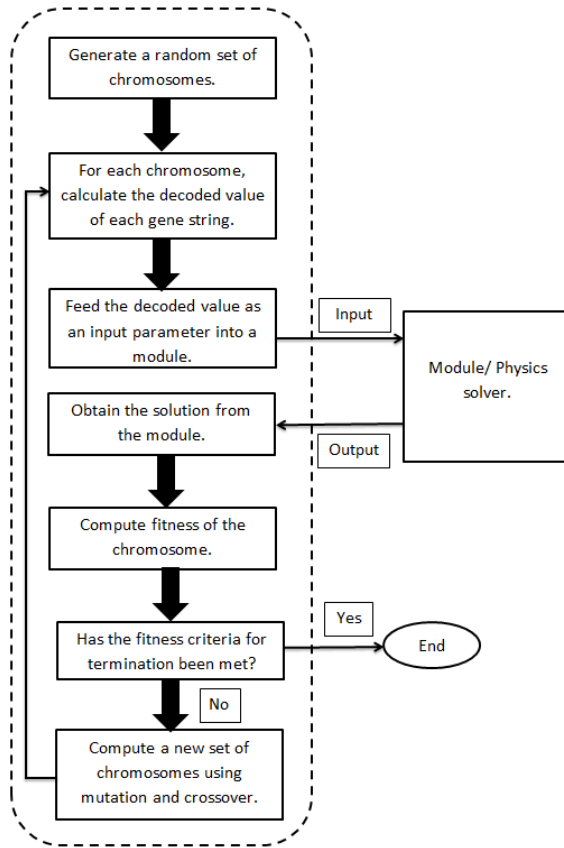 Generate a random set of
chromosomes.
For each chromosome,
calculate the decoded value
of each gene string.
Feed the decoded value as
an input parameter into a
module.
Input
Module/ Physics
solver.
Obtain the solution from
the module.
Output
Compute fitness of the
chromosome.
Has the fitness criteria for
termination been met?
Yes
End
No
Compute a new set of
chromosomes using
mutation and crossover.